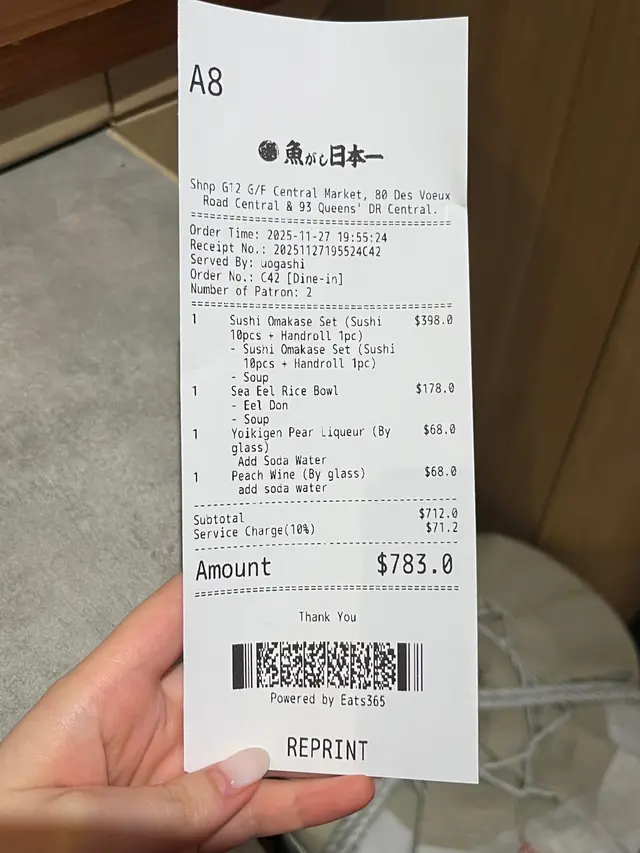 A8
魚がし日本一
Shop G12 G/F Central Market, 80 Des Voeux
Road Central & 93 Queens' DR Central.
Order Time: 2025-11-27 19:55:24
Receipt No.: 20251127195524C42
Served By: uogashi
Order No.: C42 [Dine-in]
Number of Patron: 2
1 Sushi Omakase Set (Sushi $398.0
10pcs + Handroll 1pc)
- Sushi Omakase Set (Sushi
10pcs + Handroll 1pc)
- Soup
1 Sea Eel Rice Bowl $178.0
- Eel Don
- Soup
1 Yoikigen Pear Liqueur (By $68.0
glass)
Add Soda Water
1 Peach Wine (By glass) $68.0
add soda water
Subtotal $712.0
Service Charge(10%) $71.2
Amount $783.0
Thank You
Powered by Eats365
REPRINT